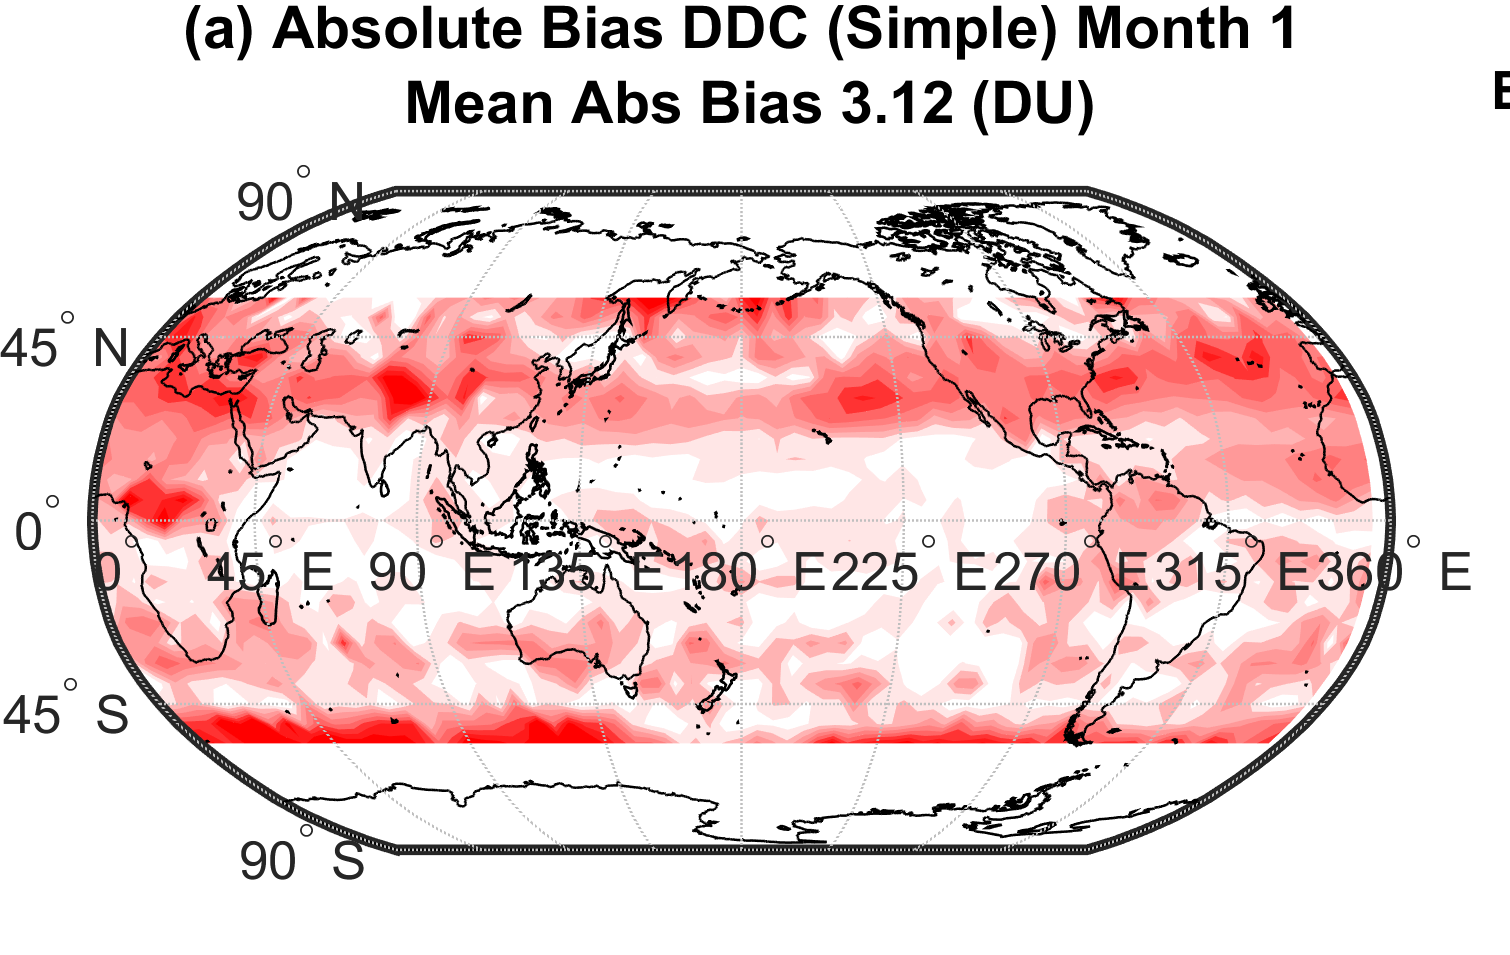 (a) Absolute Bias DDC (Simple) Month 1
Mean Abs Bias 3.12 (DU)
E
90° N
45° N
0°
0° 45° E 90° E 135° E 180° E 225° E 270° E 315° E 360° E
45° S
90° S